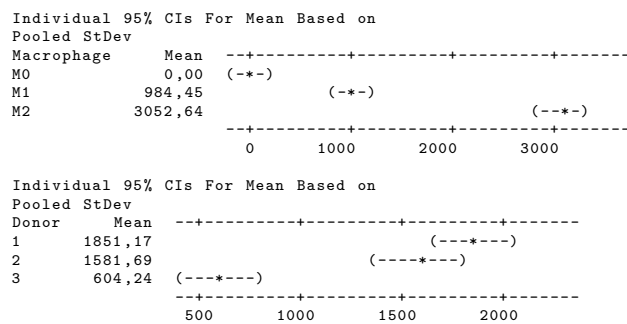 Individual 95% CIs For Mean Based on
Pooled StDev
Macrophage     Mean  --+---------+---------+---------+-------
M0             0,00  (-*-)
M1           984,45            (-*-)
M2          3052,64                                (--*-)
                     --+---------+---------+---------+-------
                       0      1000      2000      3000
Individual 95% CIs For Mean Based on
Pooled StDev
Donor     Mean  --+---------+---------+---------+-------
1      1851,17                           (---*---)
2      1581,69                     (----*---)
3       604,24  (---*---)
                --+---------+---------+---------+-------
                 500      1000      1500      2000